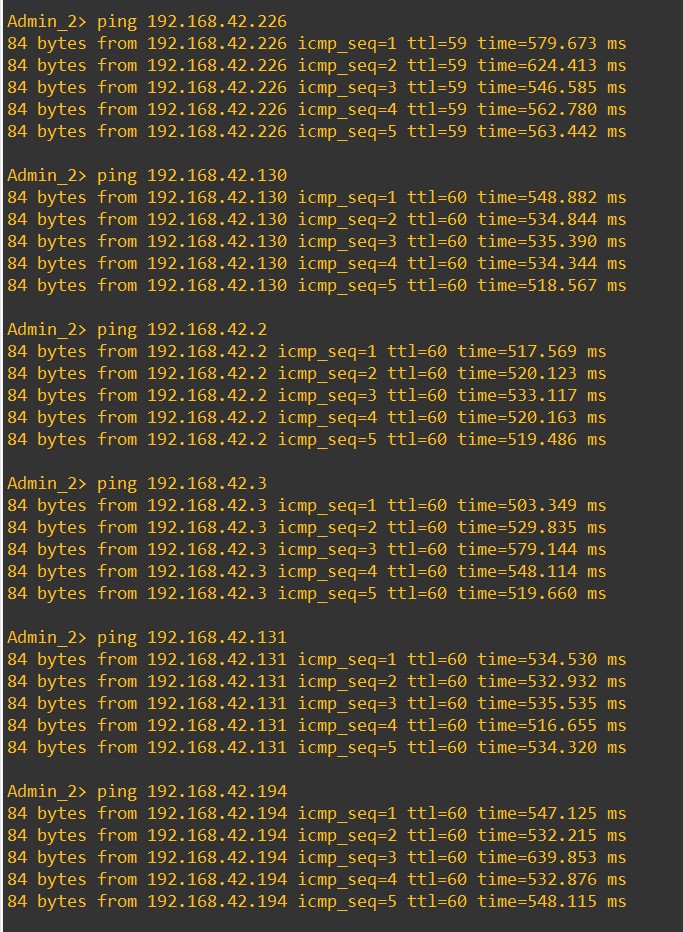 Admin_2> ping 192.168.42.226
84 bytes from 192.168.42.226 icmp_seq=1 ttl=59 time=579.673 ms
84 bytes from 192.168.42.226 icmp_seq=2 ttl=59 time=624.413 ms
84 bytes from 192.168.42.226 icmp_seq=3 ttl=59 time=546.585 ms
84 bytes from 192.168.42.226 icmp_seq=4 ttl=59 time=562.780 ms
84 bytes from 192.168.42.226 icmp_seq=5 ttl=59 time=563.442 ms
Admin_2> ping 192.168.42.130
84 bytes from 192.168.42.130 icmp_seq=1 ttl=60 time=548.882 ms
84 bytes from 192.168.42.130 icmp_seq=2 ttl=60 time=534.844 ms
84 bytes from 192.168.42.130 icmp_seq=3 ttl=60 time=535.390 ms
84 bytes from 192.168.42.130 icmp_seq=4 ttl=60 time=534.344 ms
84 bytes from 192.168.42.130 icmp_seq=5 ttl=60 time=518.567 ms
Admin_2> ping 192.168.42.2
84 bytes from 192.168.42.2 icmp_seq=1 ttl=60 time=517.569 ms
84 bytes from 192.168.42.2 icmp_seq=2 ttl=60 time=520.123 ms
84 bytes from 192.168.42.2 icmp_seq=3 ttl=60 time=533.117 ms
84 bytes from 192.168.42.2 icmp_seq=4 ttl=60 time=520.163 ms
84 bytes from 192.168.42.2 icmp_seq=5 ttl=60 time=519.486 ms
Admin_2> ping 192.168.42.3
84 bytes from 192.168.42.3 icmp_seq=1 ttl=60 time=503.349 ms
84 bytes from 192.168.42.3 icmp_seq=2 ttl=60 time=529.835 ms
84 bytes from 192.168.42.3 icmp_seq=3 ttl=60 time=579.144 ms
84 bytes from 192.168.42.3 icmp_seq=4 ttl=60 time=548.114 ms
84 bytes from 192.168.42.3 icmp_seq=5 ttl=60 time=519.660 ms
Admin_2> ping 192.168.42.131
84 bytes from 192.168.42.131 icmp_seq=1 ttl=60 time=534.530 ms
84 bytes from 192.168.42.131 icmp_seq=2 ttl=60 time=532.932 ms
84 bytes from 192.168.42.131 icmp_seq=3 ttl=60 time=535.535 ms
84 bytes from 192.168.42.131 icmp_seq=4 ttl=60 time=516.655 ms
84 bytes from 192.168.42.131 icmp_seq=5 ttl=60 time=534.320 ms
Admin_2> ping 192.168.42.194
84 bytes from 192.168.42.194 icmp_seq=1 ttl=60 time=547.125 ms
84 bytes from 192.168.42.194 icmp_seq=2 ttl=60 time=532.215 ms
84 bytes from 192.168.42.194 icmp_seq=3 ttl=60 time=639.853 ms
84 bytes from 192.168.42.194 icmp_seq=4 ttl=60 time=532.876 ms
84 bytes from 192.168.42.194 icmp_seq=5 ttl=60 time=548.115 ms